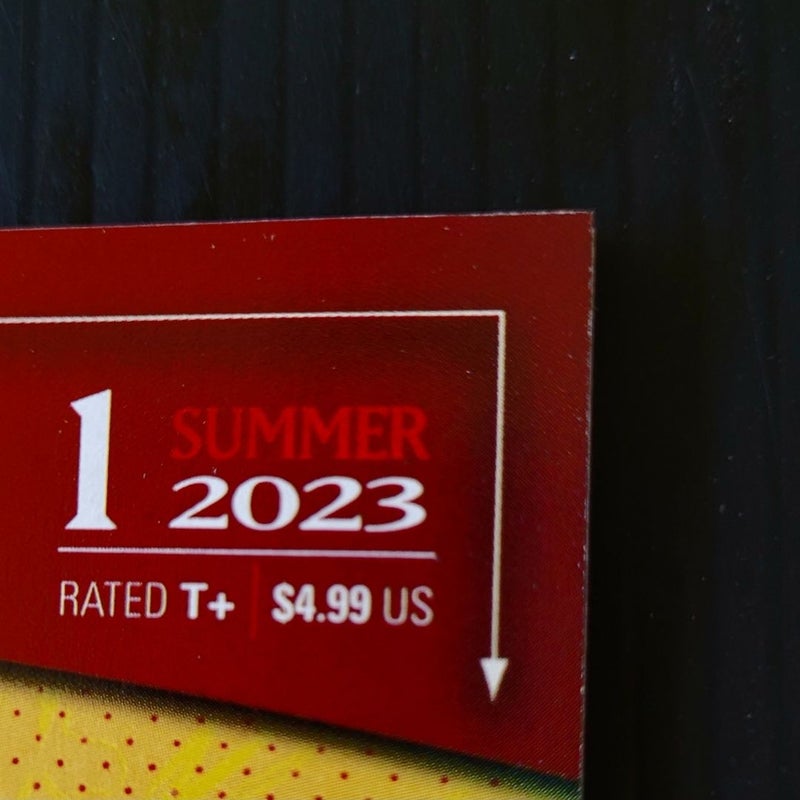 1 SUMMER
2023
RATED T+ | $4.99 US